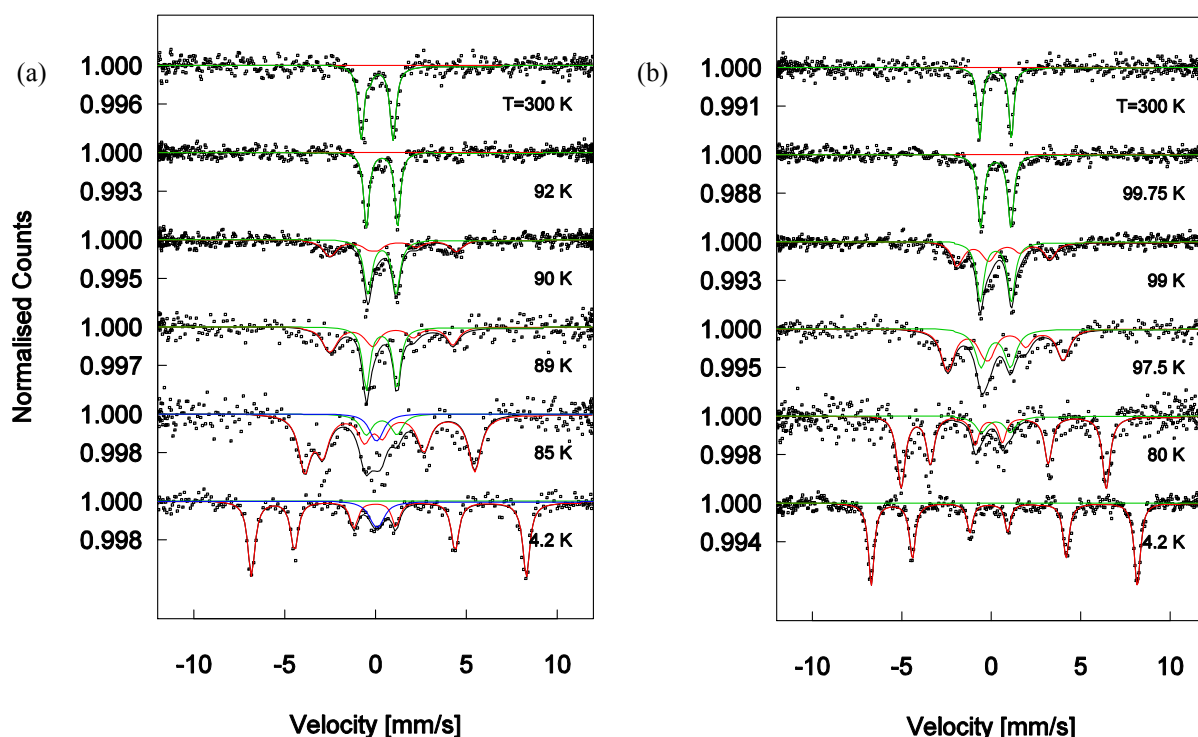 (a)
Normalised Counts
1.000
0.996
T=300 K
1.000
0.993
92 K
1.000
0.995
90 K
1.000
0.997
89 K
1.000
0.998
85 K
1.000
0.998
4.2 K
-10 -5 0 5 10
Velocity [mm/s]
(b)
1.000
0.991
T=300 K
1.000
0.988
99.75 K
1.000
0.993
99 K
1.000
0.995
97.5 K
1.000
0.998
80 K
1.000
0.994
4.2 K
-10 -5 0 5 10
Velocity [mm/s]